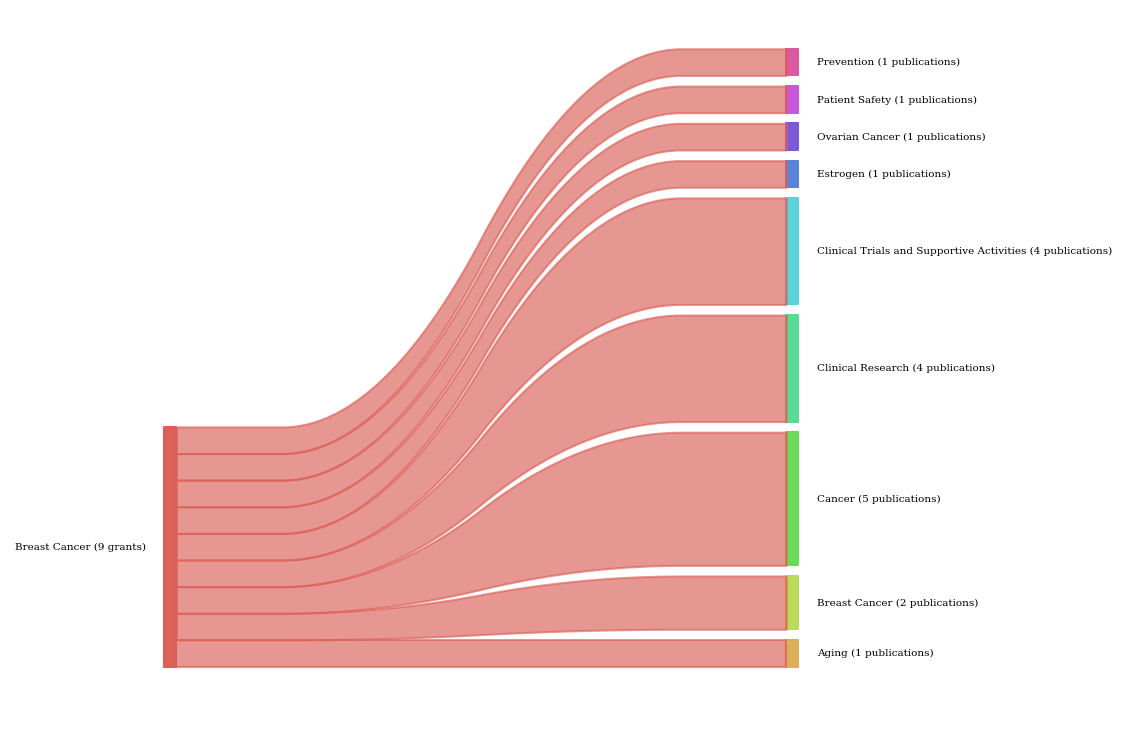 Prevention (1 publications)
Patient Safety (1 publications)
Ovarian Cancer (1 publications)
Estrogen (1 publications)
Clinical Trials and Supportive Activities (4 publications)
Clinical Research (4 publications)
Cancer (5 publications)
Breast Cancer (9 grants)
Breast Cancer (2 publications)
Aging (1 publications)